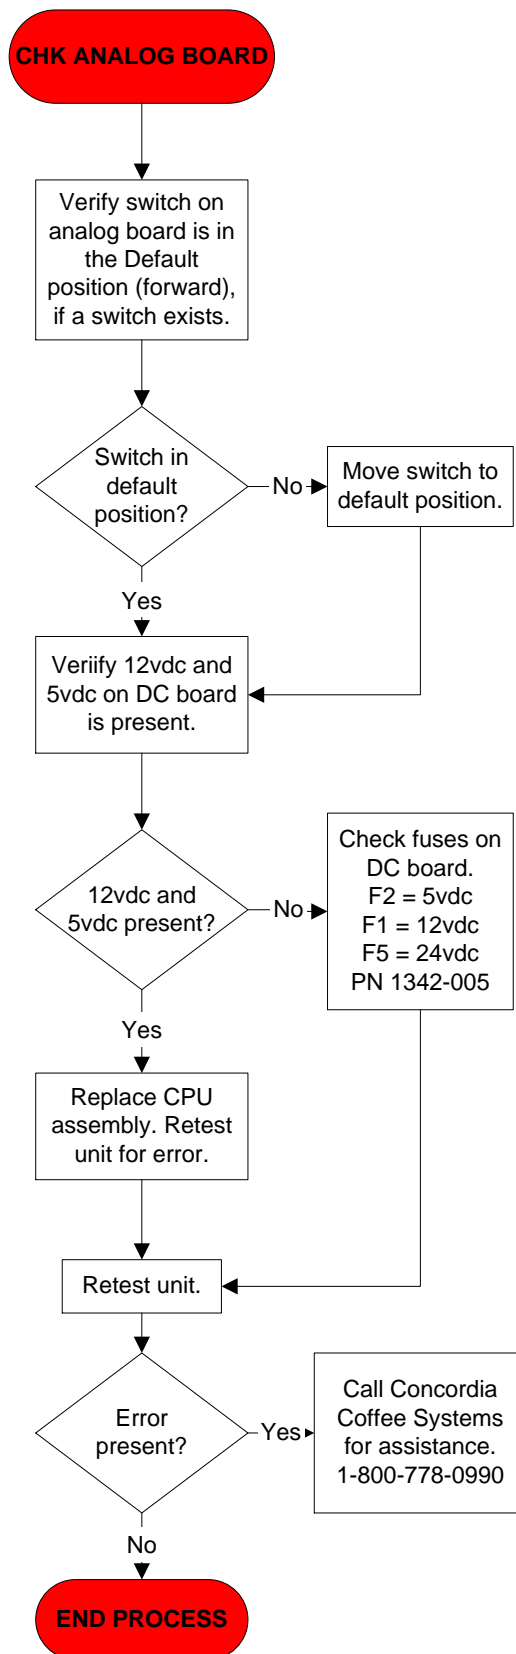 CHK ANALOG BOARD
Verify switch on
analog board is in
the Default
position (forward),
if a switch exists.
Switch in
default
position?
No
Move switch to
default position.
Yes
Veriify 12vdc and
5vdc on DC board
is present.
12vdc and
5vdc present?
No
Check fuses on
DC board.
F2 = 5vdc
F1 = 12vdc
F5 = 24vdc
PN 1342-005
Yes
Replace CPU
assembly. Retest
unit for error.
Retest unit.
Error
present?
Yes
Call Concordia
Coffee Systems
for assistance.
1-800-778-0990
No
END PROCESS